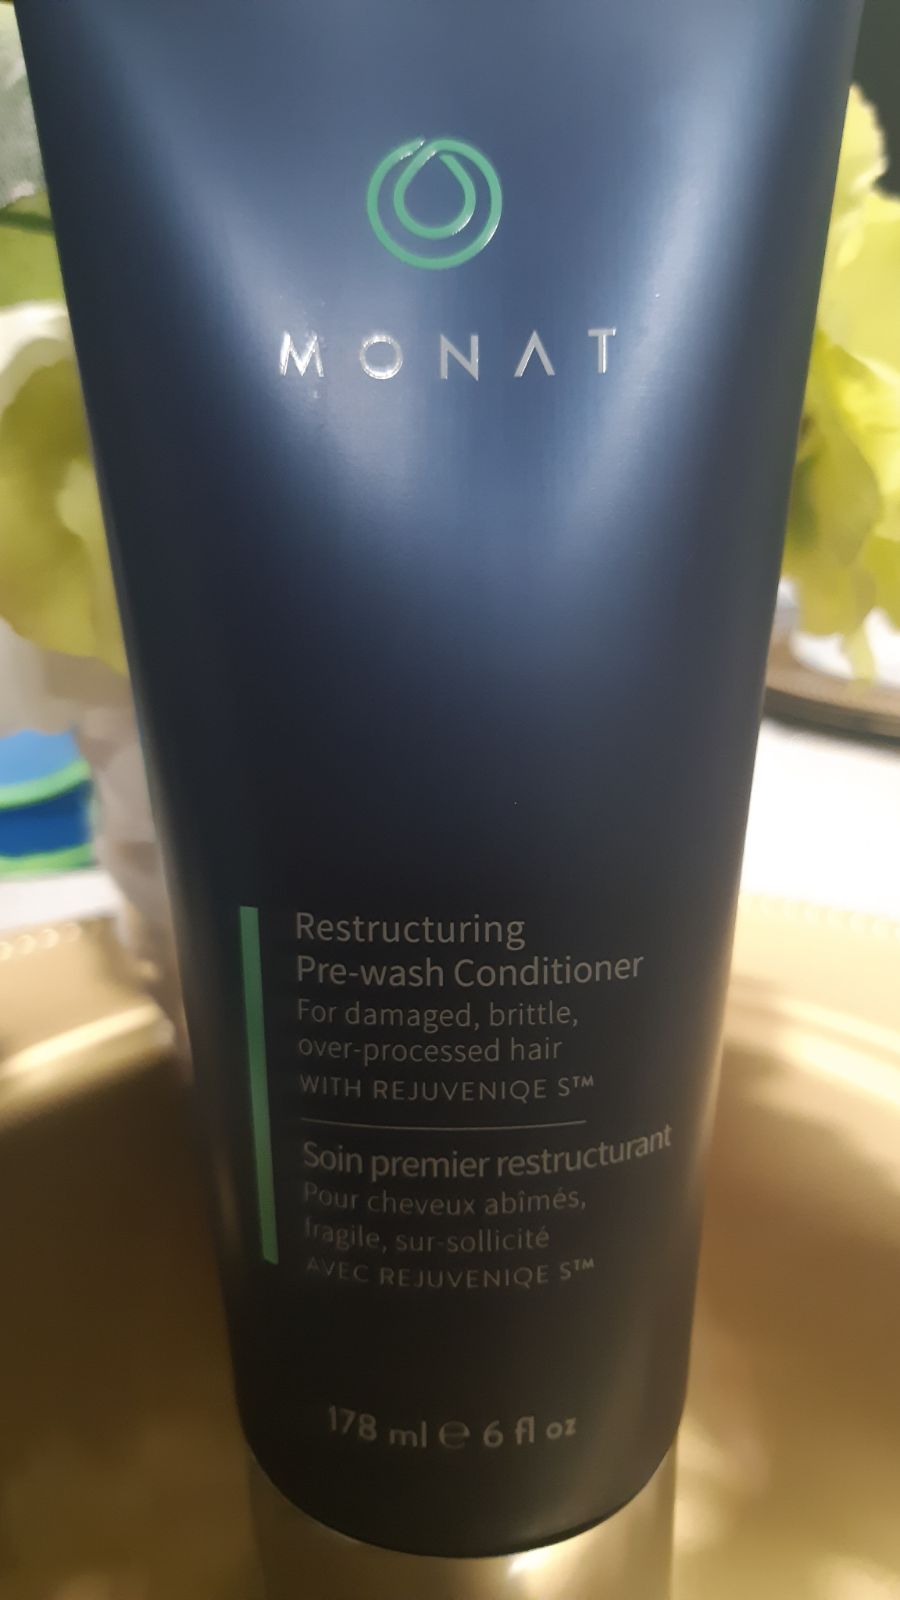 MONAT
Restructuring
Pre-wash Conditioner
For damaged, brittle,
over-processed hair
WITH REJUVENIQE S™
Soin premier restructurant
Pour cheveux abîmés,
fragile, sur-sollicité
AVEC REJUVENIQE S™
178 ml ℮ 6 fl oz